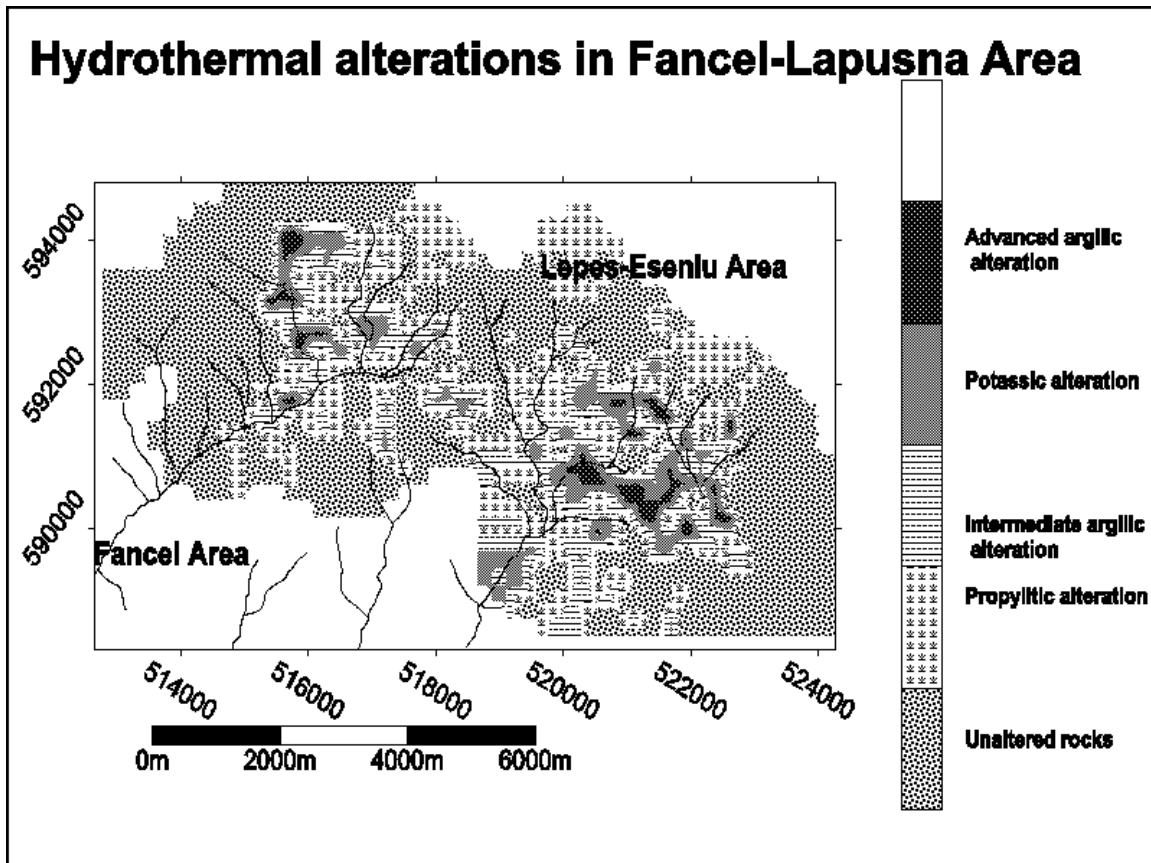 Hydrothermal alterations in Fancel-Lapusna Area
594000
592000
590000
Lepes-Eseniu Area
Fancel Area
514000
516000
518000
520000
522000
524000
0m 2000m 4000m 6000m
Advanced argilic
alteration
Potassic alteration
Intermediate argilic
alteration
Propylitic alteration
Unaltered rocks